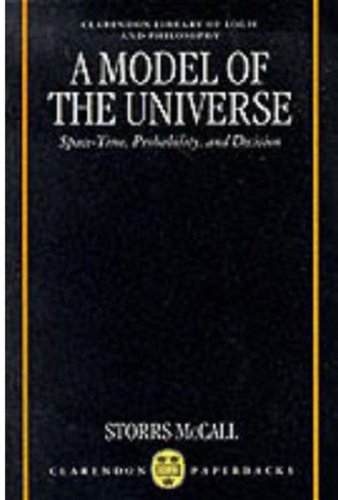 CLARENDON LIBRARY OF LOGIC
AND PHILOSOPHY
A MODEL OF
THE UNIVERSE
Space-Time, Probability, and Decision
STORRS McCALL
CLARENDON PAPERBACKS